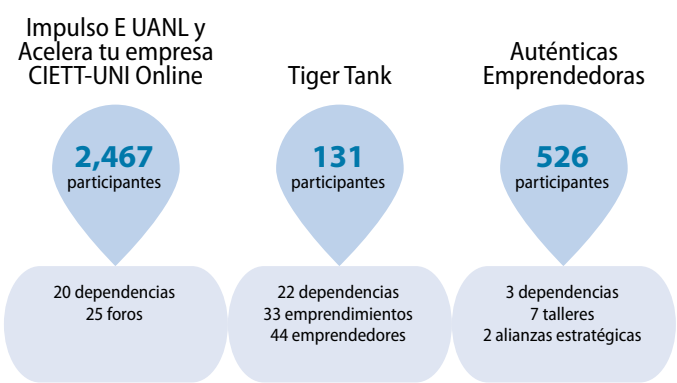 Impulso E UANL y
Acelera tu empresa
CIETT-UNI Online
2,467
participantes
20 dependencias
25 foros
Tiger Tank
131
participantes
22 dependencias
33 emprendimientos
44 emprendedores
Auténticas
Emprendedoras
526
participantes
3 dependencias
7 talleres
2 alianzas estratégicas